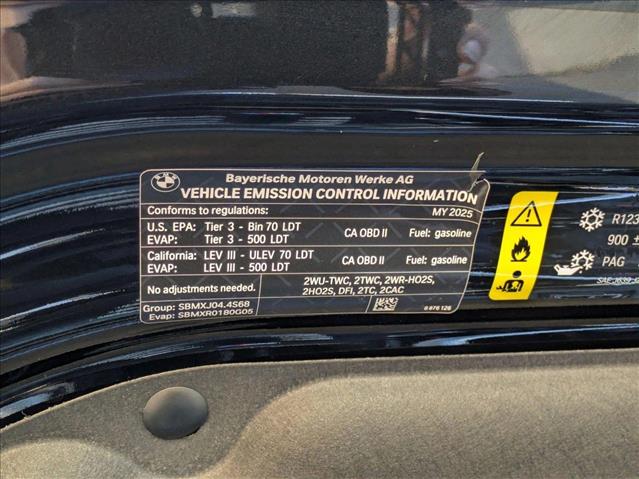 BMW
Bayerische Motoren Werke AG
VEHICLE EMISSION CONTROL INFORMATION
Conforms to regulations: MY 2025
U.S. EPA: Tier 3 - Bin 70 LDT CA OBD II Fuel: gasoline
EVAP: Tier 3 - 500 LDT
California: LEV III - ULEV 70 LDT CA OBD II Fuel: gasoline
EVAP: LEV III - 500 LDT
No adjustments needed. 2WU-TWC, 2TWC, 2WR-HO2S,
2HO2S, DFI, 2TC, 2CAC
Group: SBMXJ04.4S68
Evap: SBMXR0180G05
R123
900 ±
PAG